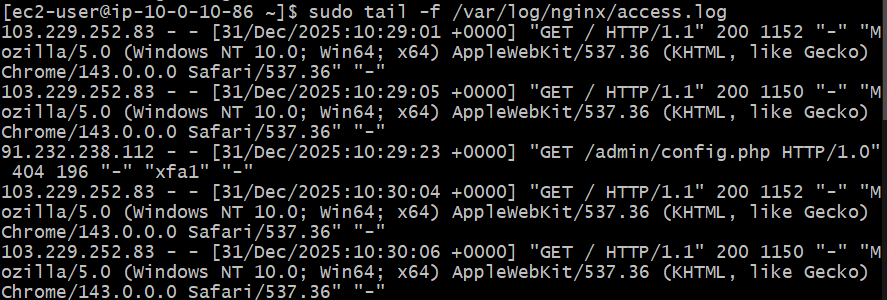 [ec2-user@ip-10-0-10-86 ~]$ sudo tail -f /var/log/nginx/access.log
103.229.252.83 - - [31/Dec/2025:10:29:01 +0000] "GET / HTTP/1.1" 200 1152 "-" "M
ozilla/5.0 (Windows NT 10.0; Win64; x64) AppleWebKit/537.36 (KHTML, like Gecko)
Chrome/143.0.0.0 Safari/537.36" "-"
103.229.252.83 - - [31/Dec/2025:10:29:05 +0000] "GET / HTTP/1.1" 200 1150 "-" "M
ozilla/5.0 (Windows NT 10.0; Win64; x64) AppleWebKit/537.36 (KHTML, like Gecko)
Chrome/143.0.0.0 Safari/537.36" "-"
91.232.238.112 - - [31/Dec/2025:10:29:23 +0000] "GET /admin/config.php HTTP/1.0"
 404 196 "-" "xfa1" "-"
103.229.252.83 - - [31/Dec/2025:10:30:04 +0000] "GET / HTTP/1.1" 200 1152 "-" "M
ozilla/5.0 (Windows NT 10.0; Win64; x64) AppleWebKit/537.36 (KHTML, like Gecko)
Chrome/143.0.0.0 Safari/537.36" "-"
103.229.252.83 - - [31/Dec/2025:10:30:06 +0000] "GET / HTTP/1.1" 200 1150 "-" "M
ozilla/5.0 (Windows NT 10.0; Win64; x64) AppleWebKit/537.36 (KHTML, like Gecko)
Chrome/143.0.0.0 Safari/537.36" "-"